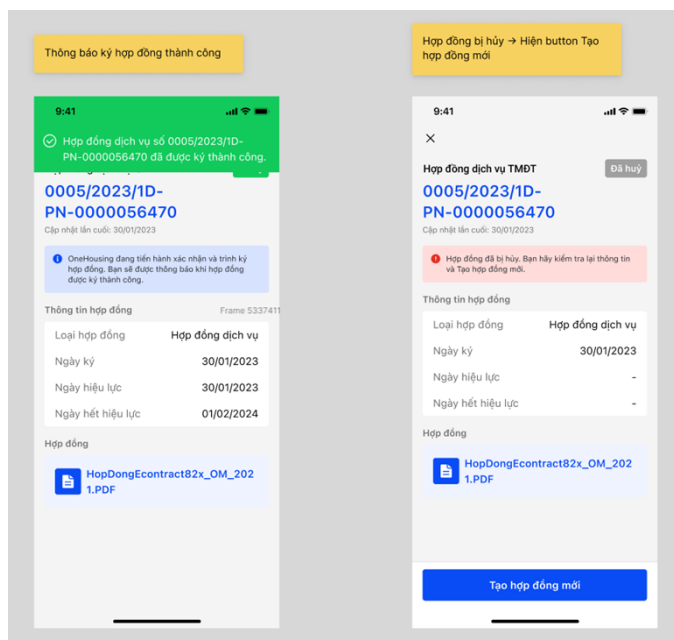 Thông báo ký hợp đồng thành công
9:41
Hợp đồng dịch vụ số 0005/2023/1D-
PN-0000056470 đã được ký thành công.
0005/2023/1D-
PN-0000056470
Cập nhật lần cuối: 30/01/2023
OneHousing đang tiến hành xác nhận và trình ký
hợp đồng. Bạn sẽ được thông báo khi hợp đồng
được ký thành công.
Thông tin hợp đồng Frame 5337411
Loại hợp đồng Hợp đồng dịch vụ
Ngày ký 30/01/2023
Ngày hiệu lực 30/01/2023
Ngày hết hiệu lực 01/02/2024
Hợp đồng
HopDongEcontract82x_OM_202
1.PDF
Hợp đồng bị hủy → Hiện button Tạo
hợp đồng mới
9:41
Hợp đồng dịch vụ TMĐT Đã huỷ
0005/2023/1D-
PN-0000056470
Cập nhật lần cuối: 30/01/2023
Hợp đồng đã bị hủy. Bạn hãy kiểm tra lại thông tin
và Tạo hợp đồng mới.
Thông tin hợp đồng
Loại hợp đồng Hợp đồng dịch vụ
Ngày ký 30/01/2023
Ngày hiệu lực -
Ngày hết hiệu lực -
Hợp đồng
HopDongEcontract82x_OM_202
1.PDF
Tạo hợp đồng mới